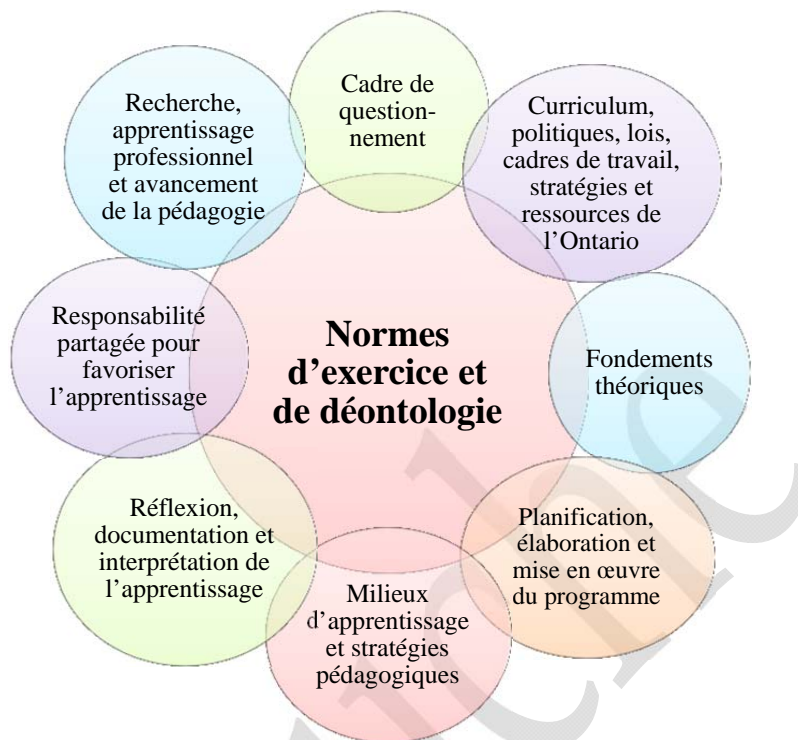 Cadre de
question-
nement
Curriculum,
politiques, lois,
cadres de travail,
stratégies et
ressources de
l’Ontario
Fondements
théoriques
Planification,
élaboration et
mise en œuvre
du programme
Milieux
d’apprentissage
et stratégies
pédagogiques
Réflexion,
documentation et
interprétation de
l’apprentissage
Responsabilité
partagée pour
favoriser
l’apprentissage
Recherche,
apprentissage
professionnel
et avancement
de la pédagogie
Normes
d’exercice et
de déontologie